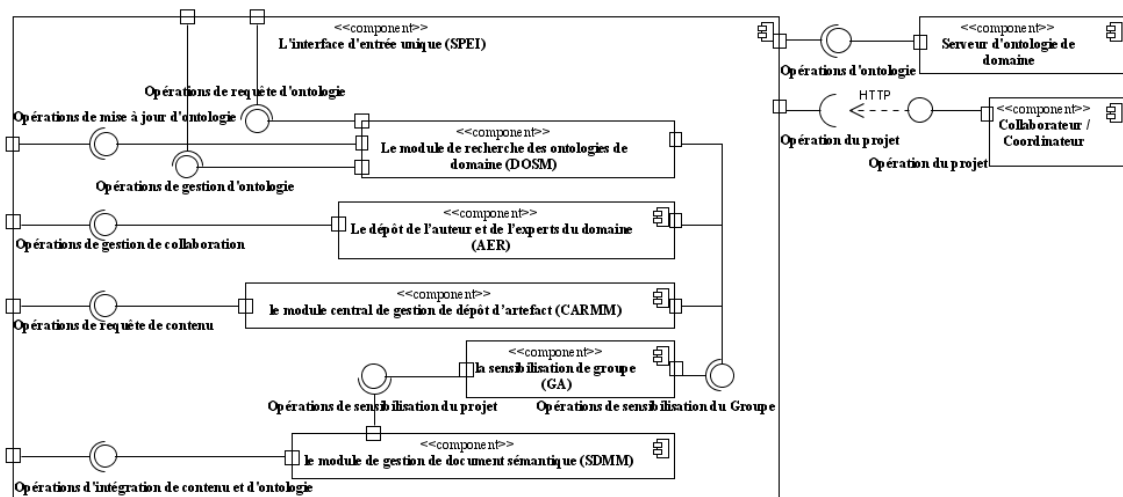 <<component>>
L'interface d'entrée unique (SPEI)
<<component>>
Serveur d'ontologie de
domaine
Opérations d'ontologie
Opérations de requête d'ontologie
HTTP
<<component>>
Collaborateur /
Coordinateur
Opérations de mise à jour d'ontologie
<<component>>
Le module de recherche des ontologies de
domaine (DOSM)
Opération du projet
Opération du projet
Opérations de gestion d'ontologie
<<component>>
Le dépôt de l'auteur et de l'experts du domaine
(AER)
Opérations de gestion de collaboration
<<component>>
le module central de gestion de dépôt d'artefact (CARMM)
Opérations de requête de contenu
<<component>>
la sensibilisation de groupe
(GA)
Opérations de sensibilisation du projet
Opérations de sensibilisation du Groupe
<<component>>
le module de gestion de document sémantique (SDMM)
Opérations d'intégration de contenu et d'ontologie